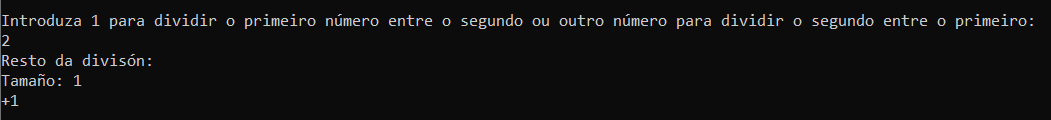 Introduza 1 para dividir o primeiro número entre o segundo ou outro número para dividir o segundo entre o primeiro:
2
Resto da divisón:
Tamaño: 1
+1